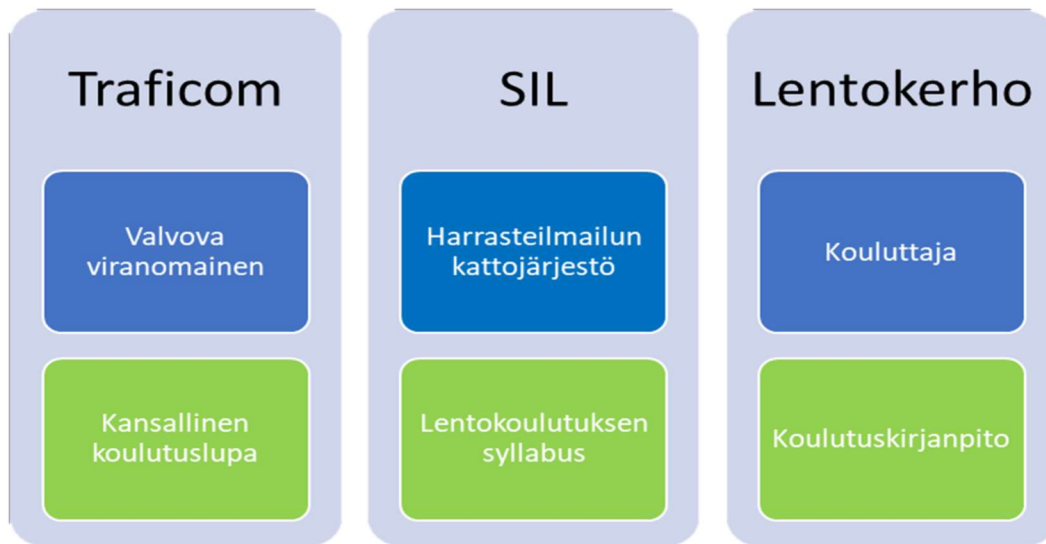 Traficom
Valvova
viranomainen
Kansallinen
koulutuslupa
SIL
Harrasteilmailun
kattojärjestö
Lentokoulutuksen
syllabus
Lentokerho
Kouluttaja
Koulutuskirjanpito